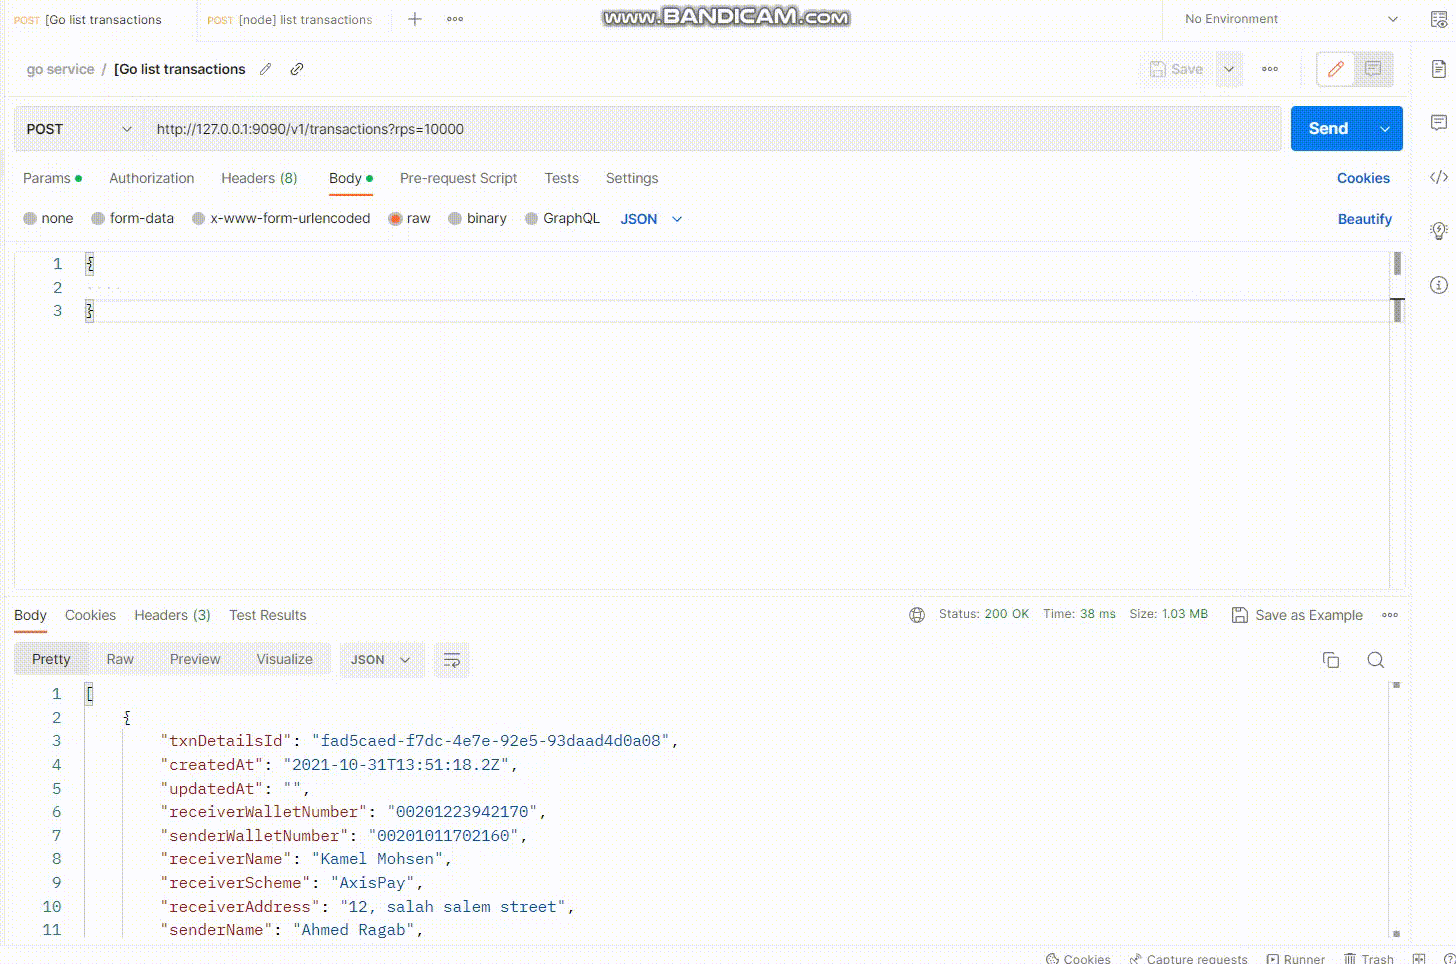 POST [Go list transactions
POST [node] list transactions
www.BANDICAM.com
No Environment
go service / [Go list transactions
Save
POST
http://127.0.0.1:9090/v1/transactions?rps=10000
Send
Params
Authorization
Headers (8)
Body
Pre-request Script
Tests
Settings
Cookies
none
form-data
x-www-form-urlencoded
raw
binary
GraphQL
JSON
Beautify
1 {
2
3 }
Body
Cookies
Headers (3)
Test Results
Status: 200 OK
Time: 38 ms
Size: 1.03 MB
Save as Example
Pretty
Raw
Preview
Visualize
JSON
1 [
2 {
3 "txnDetailsId": "fad5caed-f7dc-4e7e-92e5-93daad4d0a08",
4 "createdAt": "2021-10-31T13:51:18.2Z",
5 "updatedAt": "",
6 "receiverWalletNumber": "00201223942170",
7 "senderWalletNumber": "00201011702160",
8 "receiverName": "Kamel Mohsen",
9 "receiverScheme": "AxisPay",
10 "receiverAddress": "12, salah salem street",
11 "senderName": "Ahmed Ragab",
Cookies
Capture requests
Runner
Trash